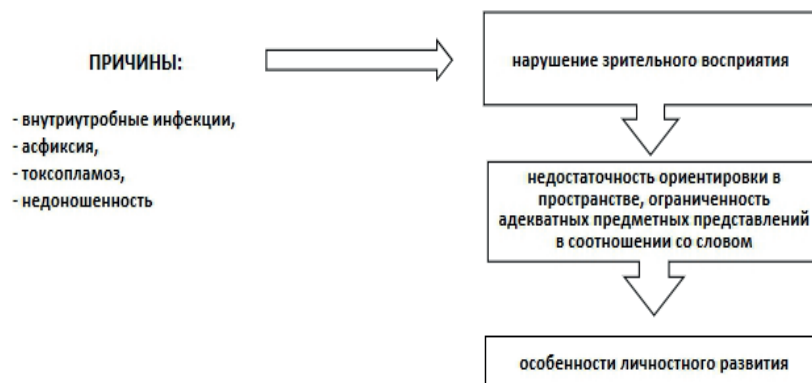 ПРИЧИНЫ:
- внутриутробные инфекции,
- асфиксия,
- токсопламоз,
- недоношенность
нарушение зрительного восприятия
недостаточность ориентировки в
пространстве, ограниченность
адекватных предметных представлений
в соотношении со словом
особенности личностного развития